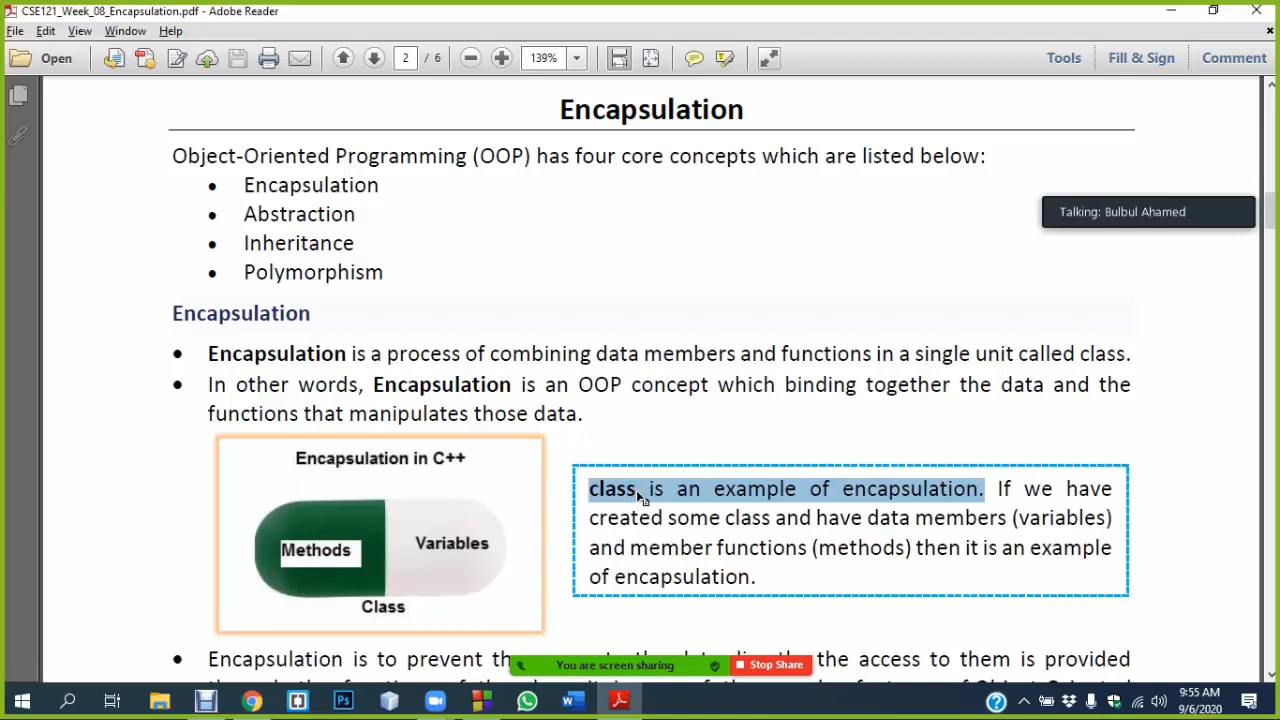 CSE121_Week_08_Encapsulation.pdf - Adobe Reader
File Edit View Window Help
Open 2 / 6 139% Tools Fill & Sign Comment
Encapsulation
Object-Oriented Programming (OOP) has four core concepts which are listed below:
• Encapsulation
• Abstraction
Talking: Bulbul Ahamed
• Inheritance
• Polymorphism
Encapsulation
• Encapsulation is a process of combining data members and functions in a single unit called class.
• In other words, Encapsulation is an OOP concept which binding together the data and the
functions that manipulates those data.
Encapsulation in C++
Methods Variables
Class
class is an example of encapsulation. If we have
created some class and have data members (variables)
and member functions (methods) then it is an example
of encapsulation.
• Encapsulation is to prevent the access to them is provided
You are screen sharing Stop Share
9:55 AM
9/6/2020